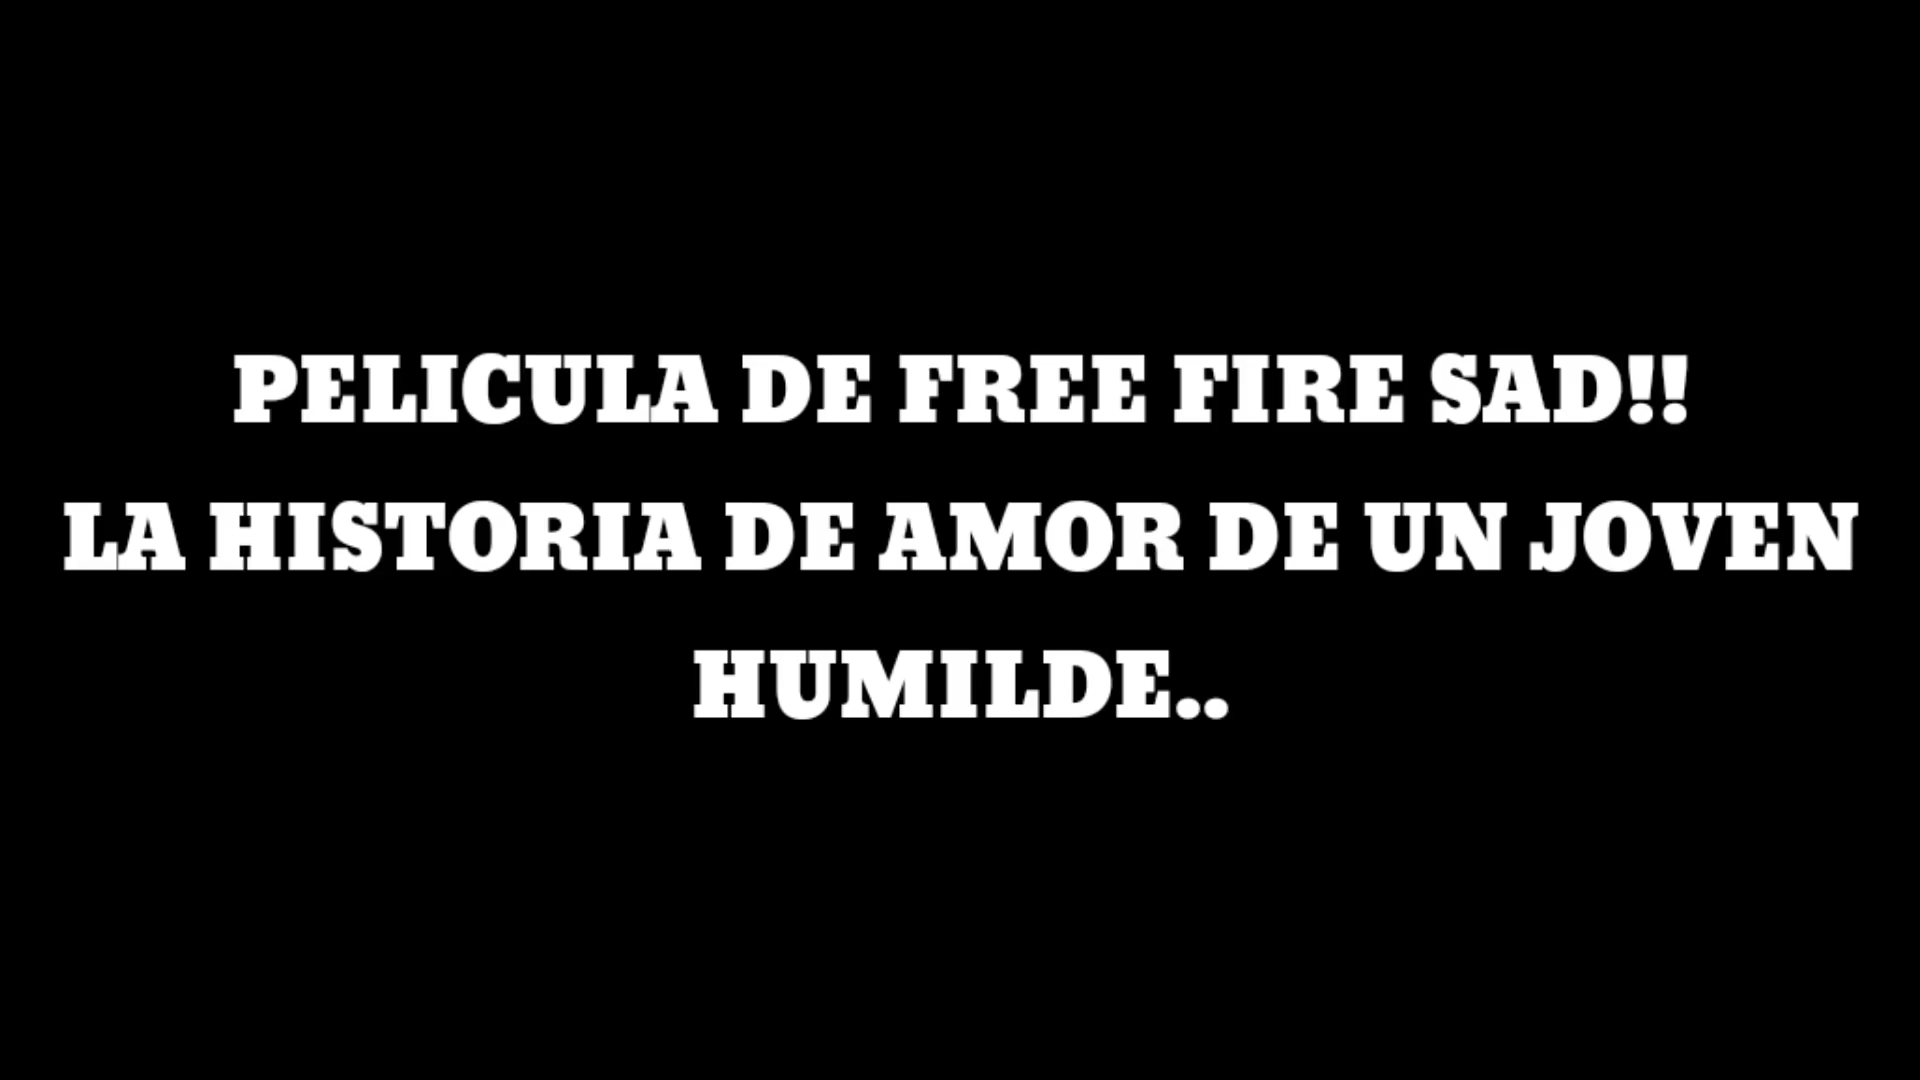 PELICULA DE FREE FIRE SAD!!
LA HISTORIA DE AMOR DE UN JOVEN
HUMILDE..